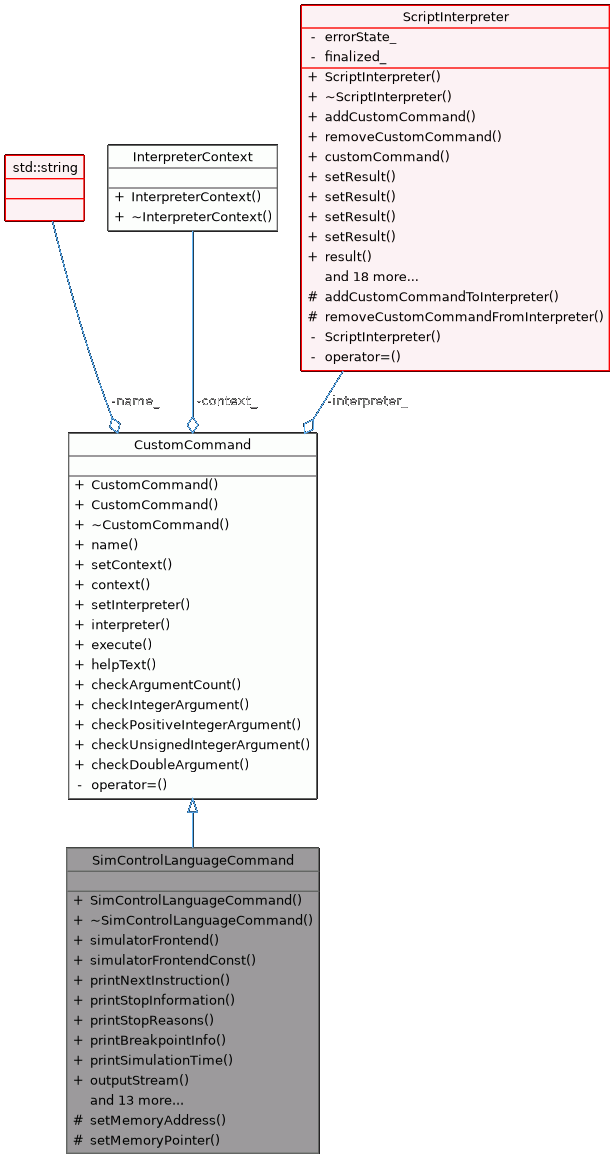 ScriptInterpreter
- errorState_
- finalized_
+ ScriptInterpreter()
+ ~ScriptInterpreter()
+ addCustomCommand()
+ removeCustomCommand()
+ customCommand()
+ setResult()
+ setResult()
+ setResult()
+ setResult()
+ result()
and 18 more...
# addCustomCommandToInterpreter()
# removeCustomCommandFromInterpreter()
- ScriptInterpreter()
- operator=()
InterpreterContext
+ InterpreterContext()
+ ~InterpreterContext()
std::string
-name_
-context_
-interpreter_
CustomCommand
+ CustomCommand()
+ CustomCommand()
+ ~CustomCommand()
+ name()
+ setContext()
+ context()
+ setInterpreter()
+ interpreter()
+ execute()
+ helpText()
+ checkArgumentCount()
+ checkIntegerArgument()
+ checkPositiveIntegerArgument()
+ checkUnsignedIntegerArgument()
+ checkDoubleArgument()
- operator=()
SimControlLanguageCommand
+ SimControlLanguageCommand()
+ ~SimControlLanguageCommand()
+ simulatorFrontend()
+ simulatorFrontendConst()
+ printNextInstruction()
+ printStopInformation()
+ printStopReasons()
+ printBreakpointInfo()
+ printSimulationTime()
+ outputStream()
and 13 more...
# setMemoryAddress()
# setMemoryPointer()